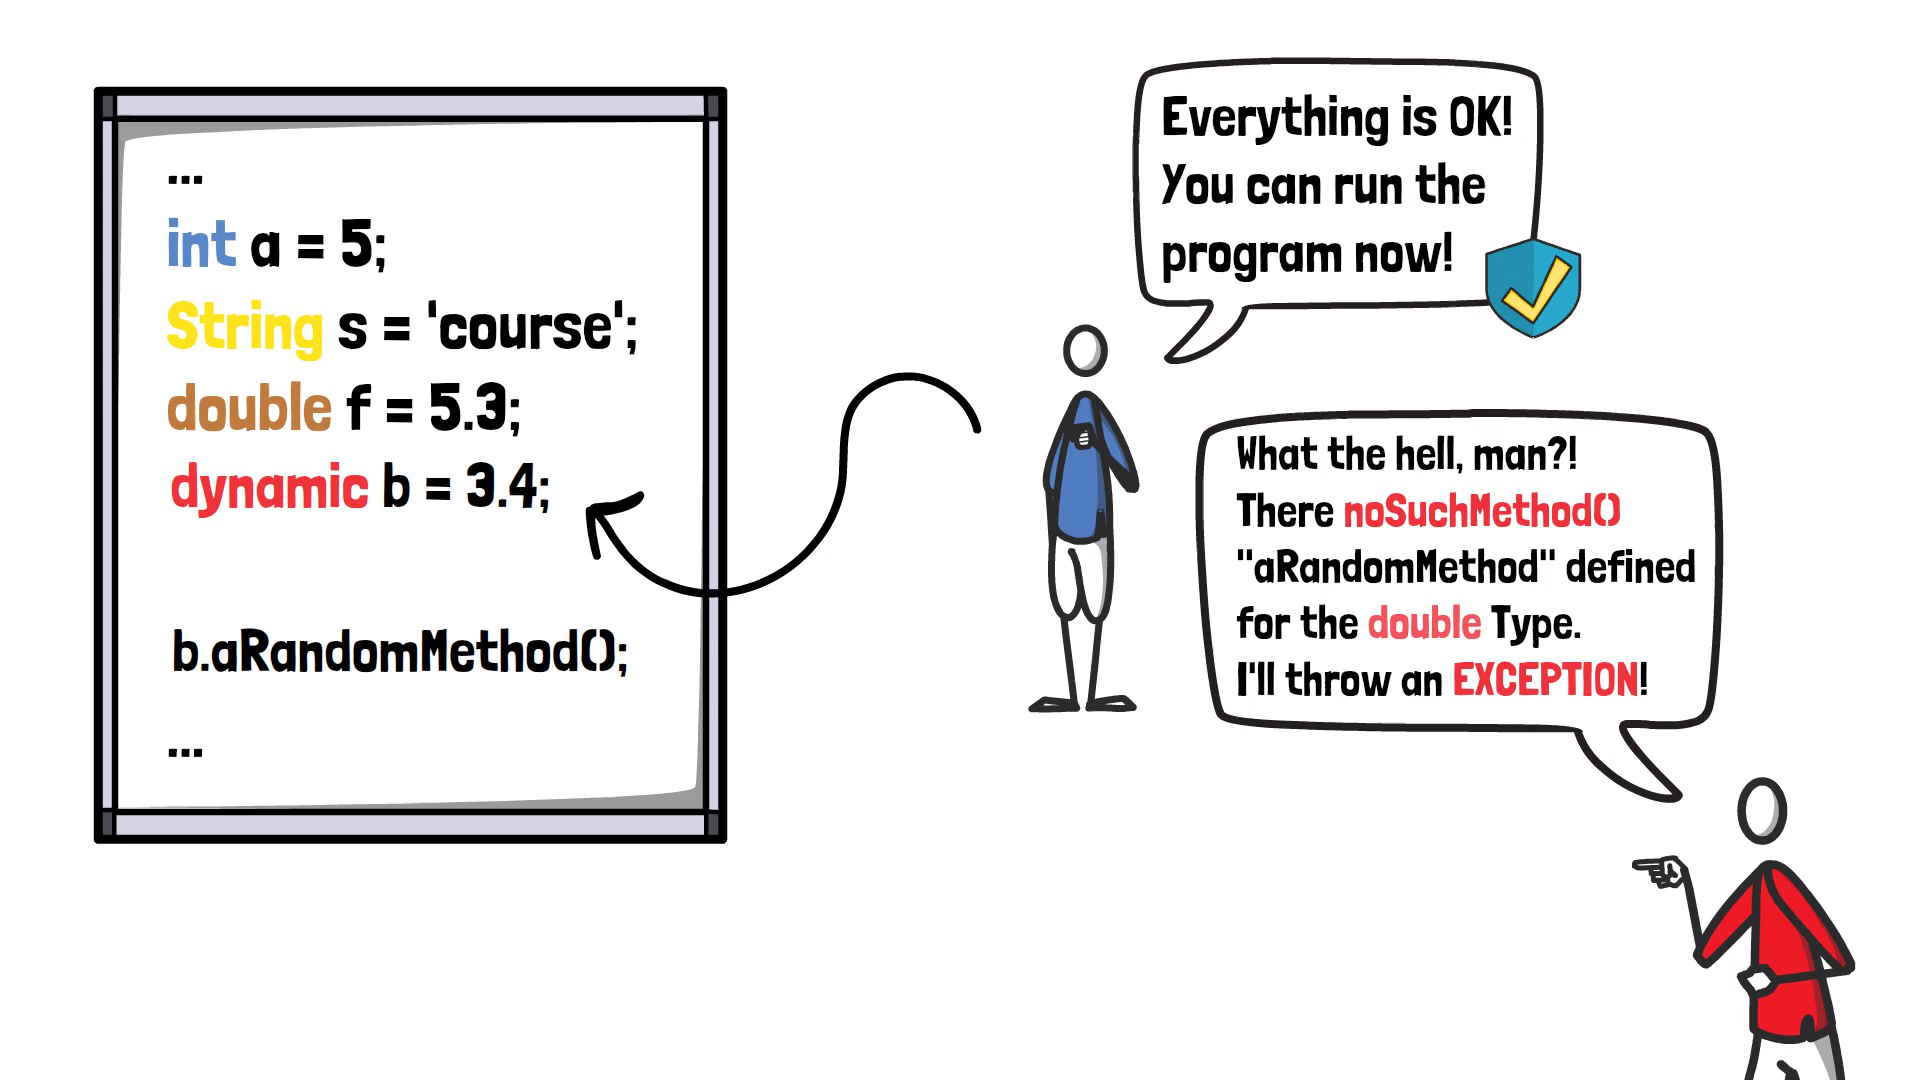 ...
int a = 5;
String s = 'course';
double f = 5.3;
dynamic b = 3.4;
b.aRandomMethod();
...
Everything is OK!
You can run the
program now!
What the hell, man?!
There noSuchMethod()
"aRandomMethod" defined
for the double Type.
I'll throw an EXCEPTION!